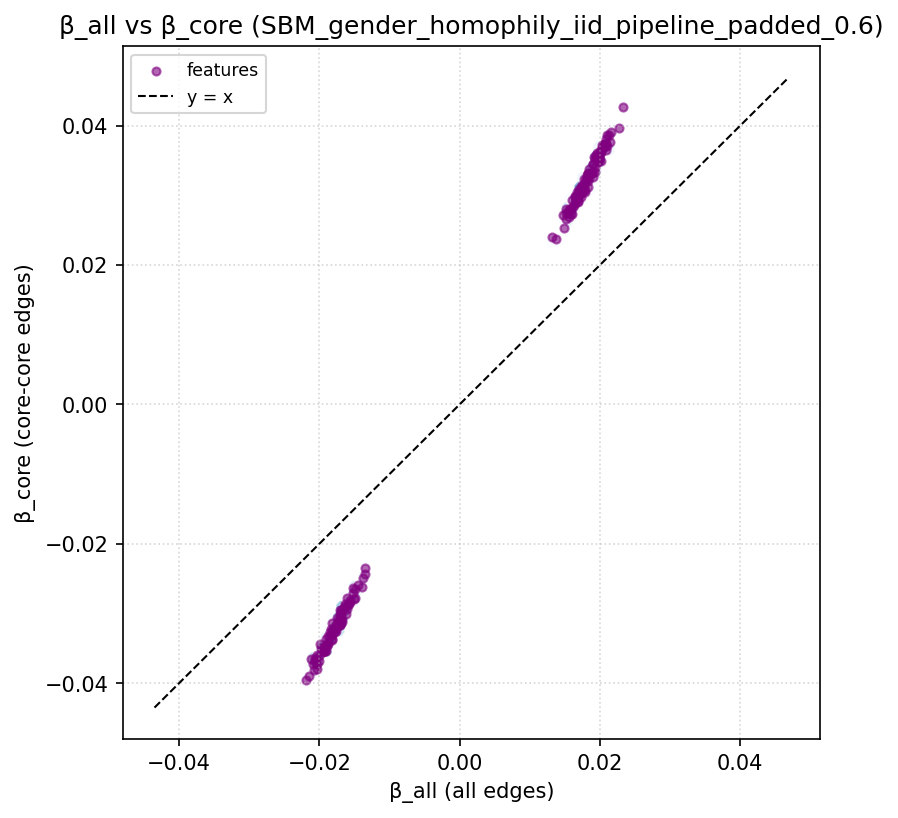 β_all vs β_core (SBM_gender_homophily_iid_pipeline_padded_0.6)
features
y = x
0.04
0.02
0.00
−0.02
−0.04
β_core (core-core edges)
−0.04
−0.02
0.00
0.02
0.04
β_all (all edges)